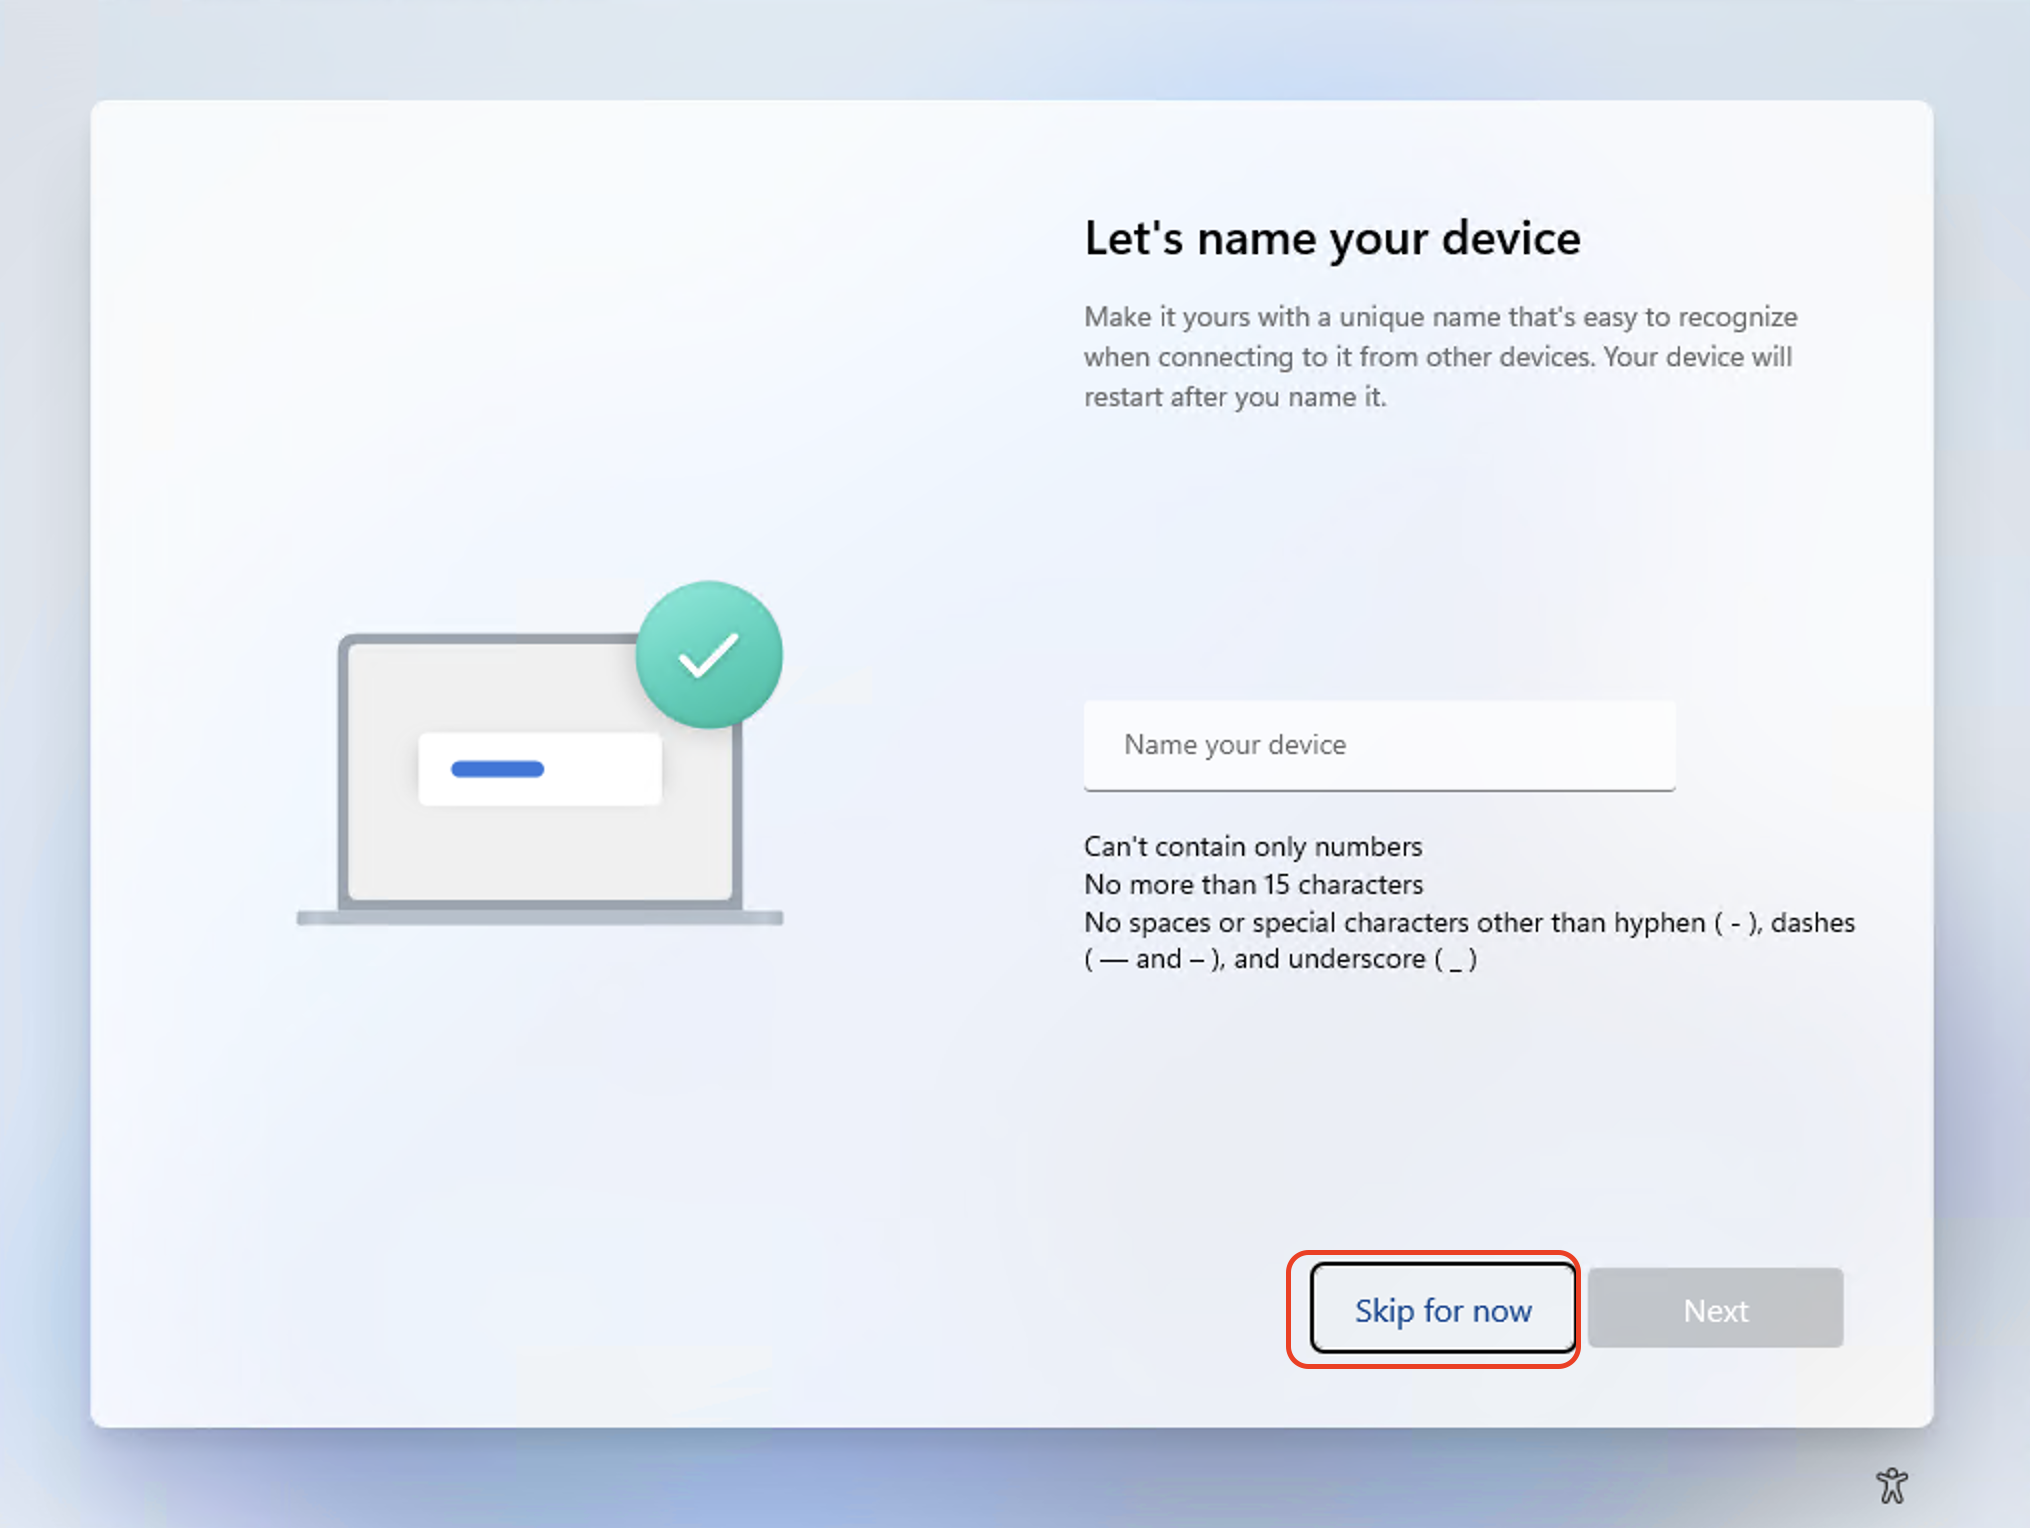 Let's name your device
Make it yours with a unique name that's easy to recognize
when connecting to it from other devices. Your device will
restart after you name it.
Name your device
Can't contain only numbers
No more than 15 characters
No spaces or special characters other than hyphen ( - ), dashes
( — and – ), and underscore ( _ )
Skip for now
Next